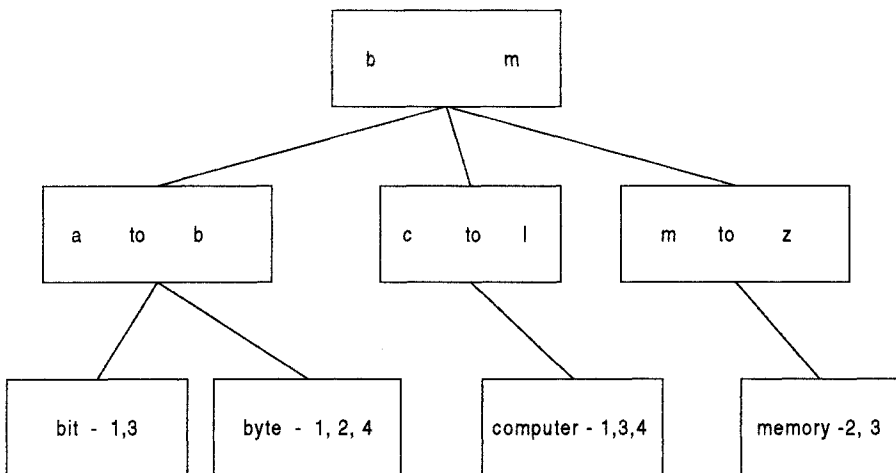 b m
a to b
c to l
m to z
bit - 1,3
byte - 1, 2, 4
computer - 1,3,4
memory -2, 3